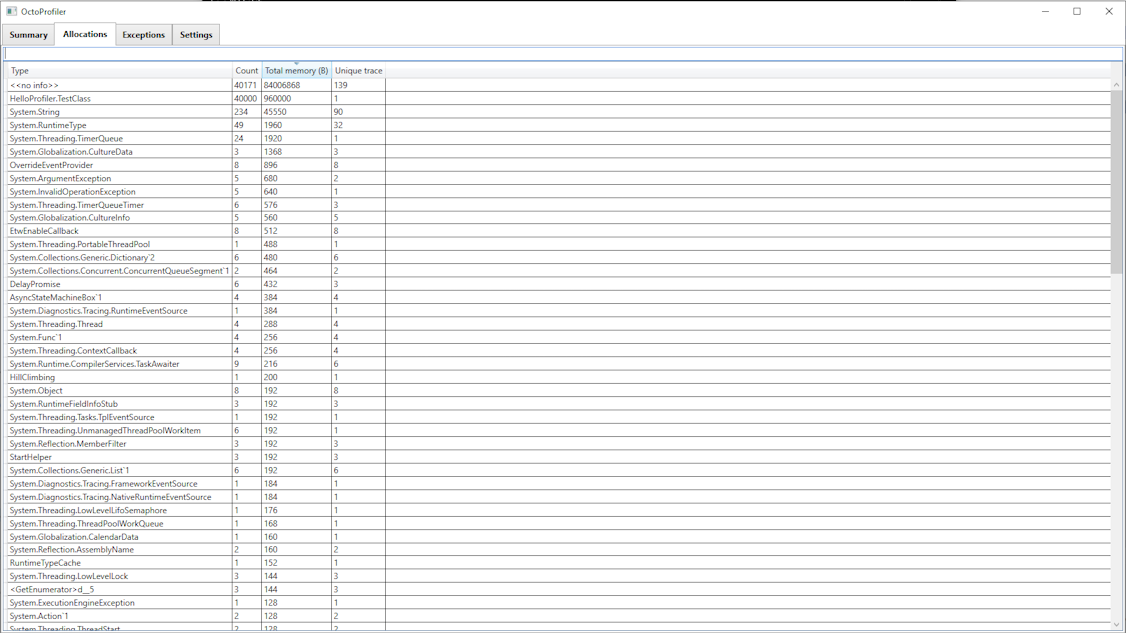 OctoProfiler
Summary Allocations Exceptions Settings
Type Count Total memory (B) Unique trace
<<no info>> 40171 84006868 139
HelloProfiler.TestClass 40000 960000 1
System.String 234 45550 90
System.RuntimeType 49 1960 32
System.Threading.TimerQueue 24 1920 1
System.Globalization.CultureData 3 1368 3
OverrideEventProvider 8 896 8
System.ArgumentException 5 680 2
System.InvalidOperationException 5 640 1
System.Threading.TimerQueueTimer 6 576 3
System.Globalization.CultureInfo 5 560 5
EtwEnableCallback 8 512 8
System.Threading.PortableThreadPool 1 488 1
System.Collections.Generic.Dictionary`2 6 480 6
System.Collections.Concurrent.ConcurrentQueueSegment`1 2 464 2
DelayPromise 6 432 3
AsyncStateMachineBox`1 4 384 4
System.Diagnostics.Tracing.RuntimeEventSource 1 384 1
System.Threading.Thread 4 288 4
System.Func`1 4 256 4
System.Threading.ContextCallback 4 256 4
System.Runtime.CompilerServices.TaskAwaiter 9 216 6
HillClimbing 1 200 1
System.Object 8 192 8
System.RuntimeFieldInfoStub 3 192 3
System.Threading.Tasks.TplEventSource 1 192 1
System.Threading.UnmanagedThreadPoolWorkItem 6 192 1
System.Reflection.MemberFilter 3 192 3
StartHelper 3 192 3
System.Collections.Generic.List`1 6 192 6
System.Diagnostics.Tracing.FrameworkEventSource 1 184 1
System.Diagnostics.Tracing.NativeRuntimeEventSource 1 184 1
System.Threading.LowLevelLifoSemaphore 1 176 1
System.Threading.ThreadPoolWorkQueue 1 168 1
System.Globalization.CalendarData 1 160 1
System.Reflection.AssemblyName 2 160 2
RuntimeTypeCache 1 152 1
System.Threading.LowLevelLock 3 144 3
<GetEnumerator>d__5 3 144 3
System.ExecutionEngineException 1 128 1
System.Action`1 2 128 2
System.Threading.ThreadStart 2 128 2